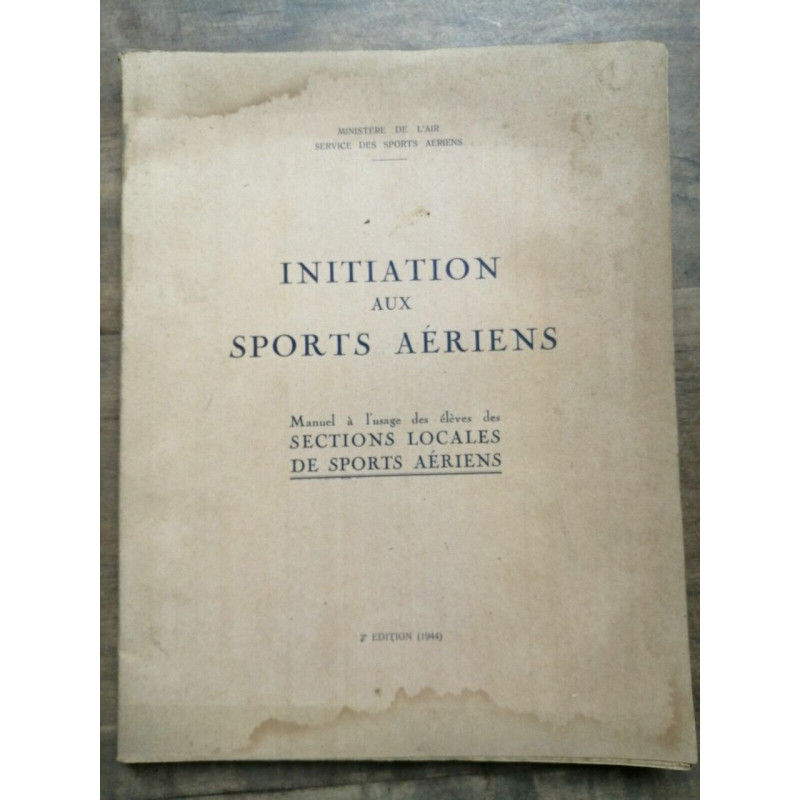 MINISTERE DE L'AIR
SERVICE DES SPORTS AERIENS
INITIATION
AUX
SPORTS AÉRIENS
Manuel à l'usage des élèves des
SECTIONS LOCALES
DE SPORTS AÉRIENS
2e EDITION (1944)